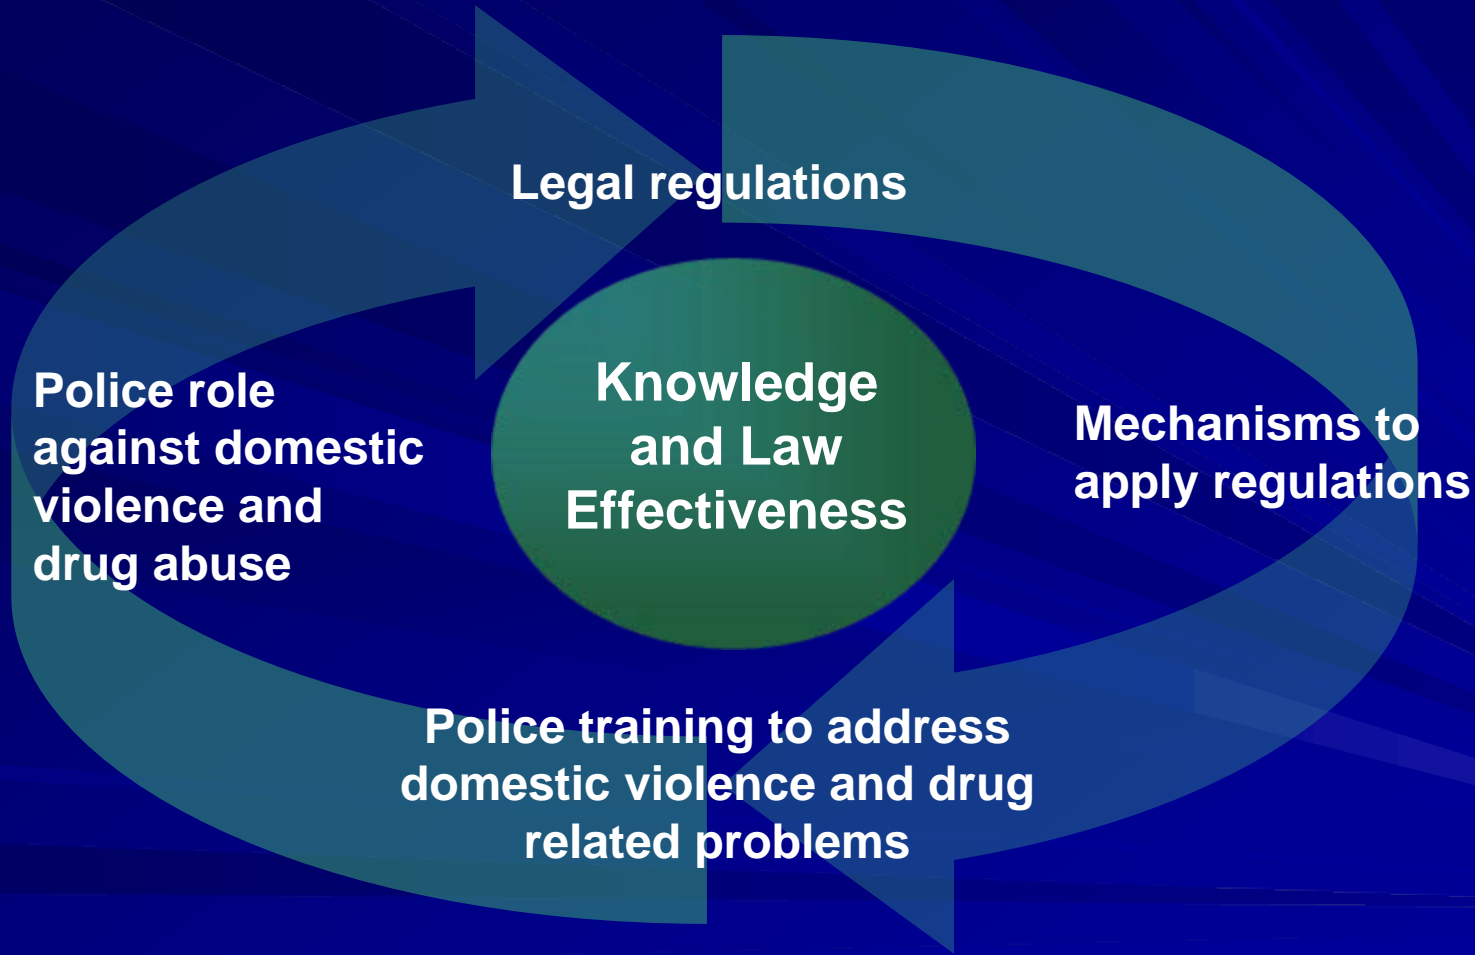 Legal regulations
Knowledge
and Law
Effectiveness
Police role
against domestic
violence and
drug abuse
Mechanisms to
apply regulations
Police training to address
domestic violence and drug
related problems